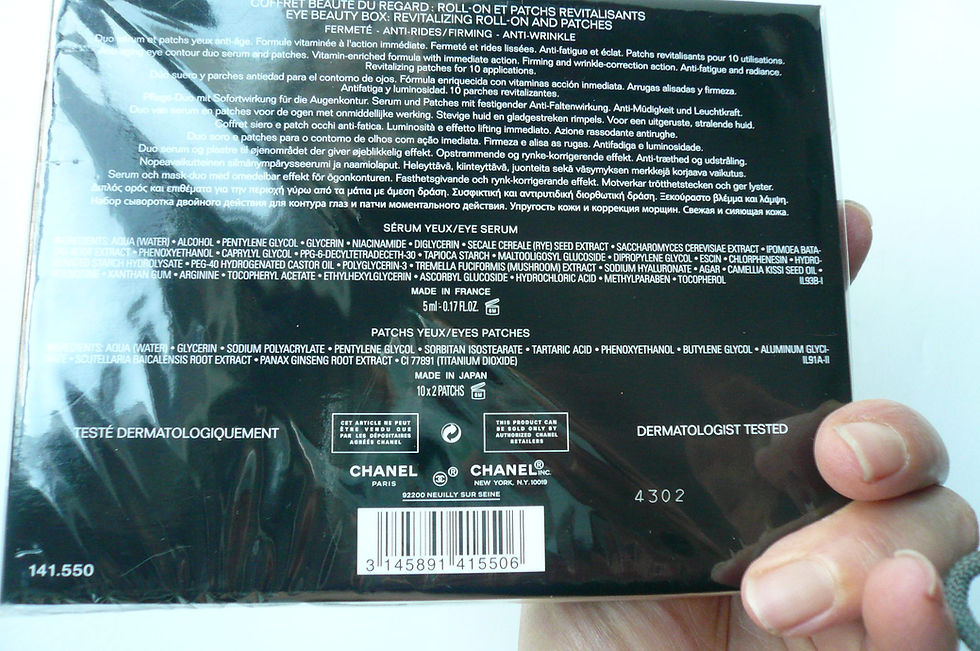 COFFRET BEAUTÉ DU REGARD : ROLL-ON ET PATCHS REVITALISANTS
EYE BEAUTY BOX: REVITALIZING ROLL-ON AND PATCHES
FERMETÉ - ANTI-RIDES/FIRMING - ANTI-WRINKLE
Duo sérum et patchs yeux anti-âge. Formule vitaminée à l'action immédiate. Fermeté et rides lissées. Anti-fatigue et éclat. Patchs revitalisants pour 10 utilisations.
eye contour duo serum and patches. Vitamin-enriched formula with immediate action. Firming and wrinkle-correction action. Anti-fatigue and radiance.
Revitalizing patches for 10 applications.
Dúo suero y parches antiedad para el contorno de ojos. Fórmula enriquecida con vitaminas acción inmediata. Arrugas alisadas y firmeza.
Antifatiga y luminosidad. 10 parches revitalizantes.
Pflege-Duo mit Sofortwirkung für die Augenkontur. Serum und Patches mit festigender Anti-Faltenwirkung. Anti-Müdigkeit und Leuchtkraft.
Duo van serum en patches voor de ogen met onmiddellijke werking. Stevige huid en gladgestreken rimpels. Voor een uitgeruste, stralende huid.
Coffret siero e patch occhi anti-fatica. Luminosità e effetto lifting immediato. Azione rassodante antirughe.
Duo soro e patches para o contorno de olhos com ação imediata. Firmeza e alisa as rugas. Antifadiga e luminosidade.
Duo serum og plastre til øjenområdet der giver øjeblikkelig effekt. Opstrammende og rynke-korrigerende effekt. Anti-træthed og udstråling.
Nopeavaikutteinen silmänympärysseerumi ja naamiolaput. Heleyttävä, kiinteyttävä, juonteita sekä väsymyksen merkkejä korjaava vaikutus.
Serum och mask-duo med omedelbar effekt för ögonkonturen. Fasthetsgivande och rynk-korrigerande effekt. Motverkar trötthetstecken och ger lyster.
Διπλός ορός και επιθέματα για την περιοχή γύρω από τα μάτια με άμεση δράση. Συσφικτική και αντιρυτιδική διορθωτική δράση. Ξεκούραστο βλέμμα και λάμψη.
Набор сыворотка двойного действия для контура глаз и патчи моментального действия. Упругость кожи и коррекция морщин. Свежая и сияющая кожа.
SÉRUM YEUX/EYE SERUM
INGREDIENTS: AQUA (WATER) • ALCOHOL • PENTYLENE GLYCOL • GLYCERIN • NIACINAMIDE • DIGLYCERIN • SECALE CEREALE (RYE) SEED EXTRACT • SACCHAROMYCES CEREVISIAE EXTRACT • IPOMOEA BATA-
ROOT EXTRACT • PHENOXYETHANOL • CAPRYLYL GLYCOL • PPG-6-DECYLTETRADECETH-30 • TAPIOCA STARCH • MALTOOLIGOSYL GLUCOSIDE • DIPROPYLENE GLYCOL • ESCIN • CHLORPHENESIN • HYDRO-
STARCH HYDROLYSATE • PEG-40 HYDROGENATED CASTOR OIL • POLYGLYCERIN-3 • TREMELLA FUCIFORMIS (MUSHROOM) EXTRACT • SODIUM HYALURONATE • AGAR • CAMELLIA KISSI SEED OIL •
• XANTHAN GUM • ARGININE • TOCOPHERYL ACETATE • ETHYLHEXYLGLYCERIN • ASCORBYL GLUCOSIDE • HYDROCHLORIC ACID • METHYLPARABEN • TOCOPHEROL IL93B-I
MADE IN FRANCE
5 ml - 0.17 FL.OZ. 6M
PATCHS YEUX/EYES PATCHES
INGREDIENTS: AQUA (WATER) • GLYCERIN • SODIUM POLYACRYLATE • PENTYLENE GLYCOL • SORBITAN ISOSTEARATE • TARTARIC ACID • PHENOXYETHANOL • BUTYLENE GLYCOL • ALUMINUM GLYCI-
• SCUTELLARIA BAICALENSIS ROOT EXTRACT • PANAX GINSENG ROOT EXTRACT • CI 77891 (TITANIUM DIOXIDE) IL91A-II
MADE IN JAPAN
10 x 2 PATCHS 6M
TESTÉ DERMATOLOGIQUEMENT
CET ARTICLE NE PEUT
ÊTRE VENDU QUE
PAR LES DÉPOSITAIRES
AGRÉÉS CHANEL
THIS PRODUCT CAN
BE SOLD ONLY BY
AUTHORIZED CHANEL
RETAILERS
DERMATOLOGIST TESTED
CHANEL ® CHANEL® INC.
PARIS NEW YORK, N.Y. 10019
92200 NEUILLY SUR SEINE
4302
3 145891 415506
141.550